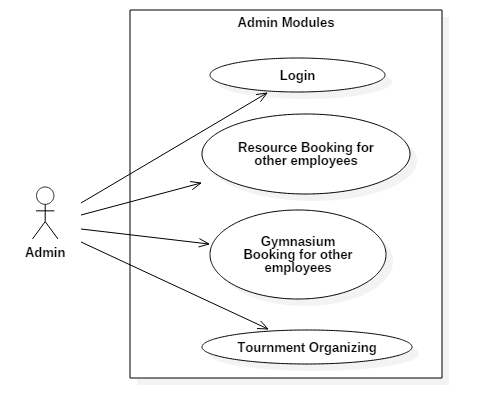 Admin Modules
Login
Resource Booking for
other employees
Gymnasium
Booking for other
employees
Admin
Tournment Organizing